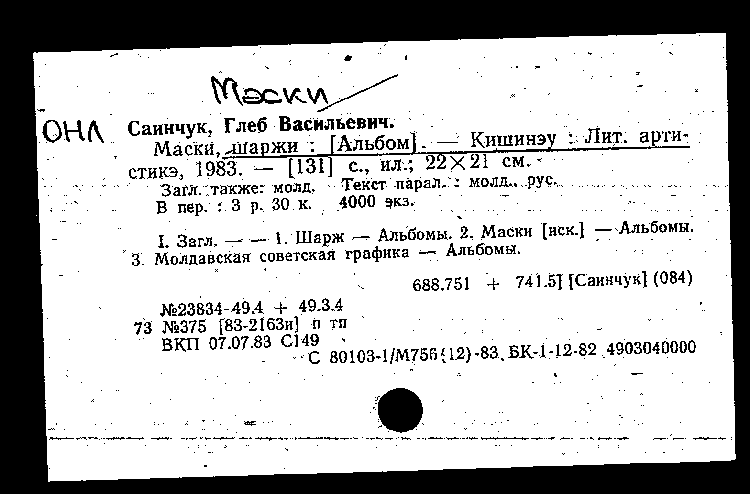 Маски
ОНЛ
Саинчук, Глеб Васильевич.
Маски, шаржи : [Альбом]. — Кишинэу : Лит. арти-
стикэ, 1983. — [131] с., ил.; 22×21 см.
Загл. также: молд. Текст парал.: молд., рус.
В пер. : 3 р. 30 к. 4000 экз.
I. Загл. — — 1. Шарж — Альбомы. 2. Маски [иск.] — Альбомы.
3. Молдавская советская графика — Альбомы.
688.751 + 741.5] [Саинчук] (084)
№23834-49.4 + 49.3.4
73 №375 [83-2163и] п тп
ВКП 07.07.83 С149
С 80103-1/М756(12)-83. БК-1-12-82 4903040000